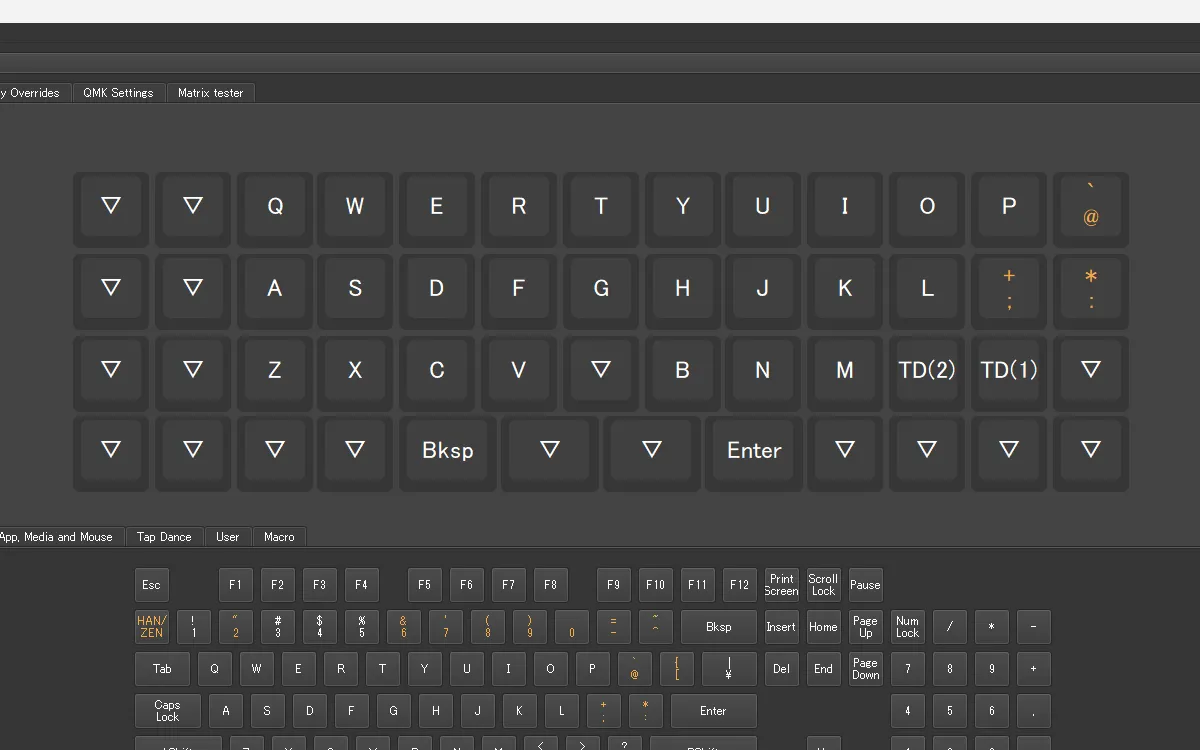 y Overrides QMK Settings Matrix tester
▽ ▽ Q W E R T Y U I O P ` @
▽ ▽ A S D F G H J K L + ; * :
▽ ▽ Z X C V ▽ B N M TD(2) TD(1) ▽
▽ ▽ ▽ ▽ Bksp ▽ ▽ Enter ▽ ▽ ▽ ▽
App, Media and Mouse Tap Dance User Macro
Esc F1 F2 F3 F4 F5 F6 F7 F8 F9 F10 F11 F12 Print Screen Scroll Lock Pause
HAN/ZEN ! 1 " 2 # 3 $ 4 % 5 & 6 ' 7 ( 8 ) 9 0 = - ~ ^ Bksp Insert Home Page Up Num Lock / * -
Tab Q W E R T Y U I O P ` @ { [ | ¥ Del End Page Down 7 8 9 +
Caps Lock A S D F G H J K L + ; * : Enter 4 5 6 ,